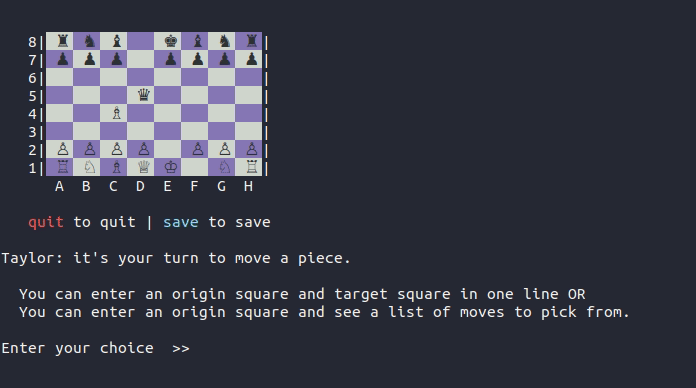 8|♜♞♝ ♚♝♞♜|
7|♟♟♟ ♟♟♟♟|
6| |
5| ♛ |
4| ♗ |
3| |
2|♙♙♙♙ ♙♙♙|
1|♖♘♗♕♔ ♘♖|
A B C D E F G H
quit to quit | save to save
Taylor: it's your turn to move a piece.
You can enter an origin square and target square in one line OR
You can enter an origin square and see a list of moves to pick from.
Enter your choice >>